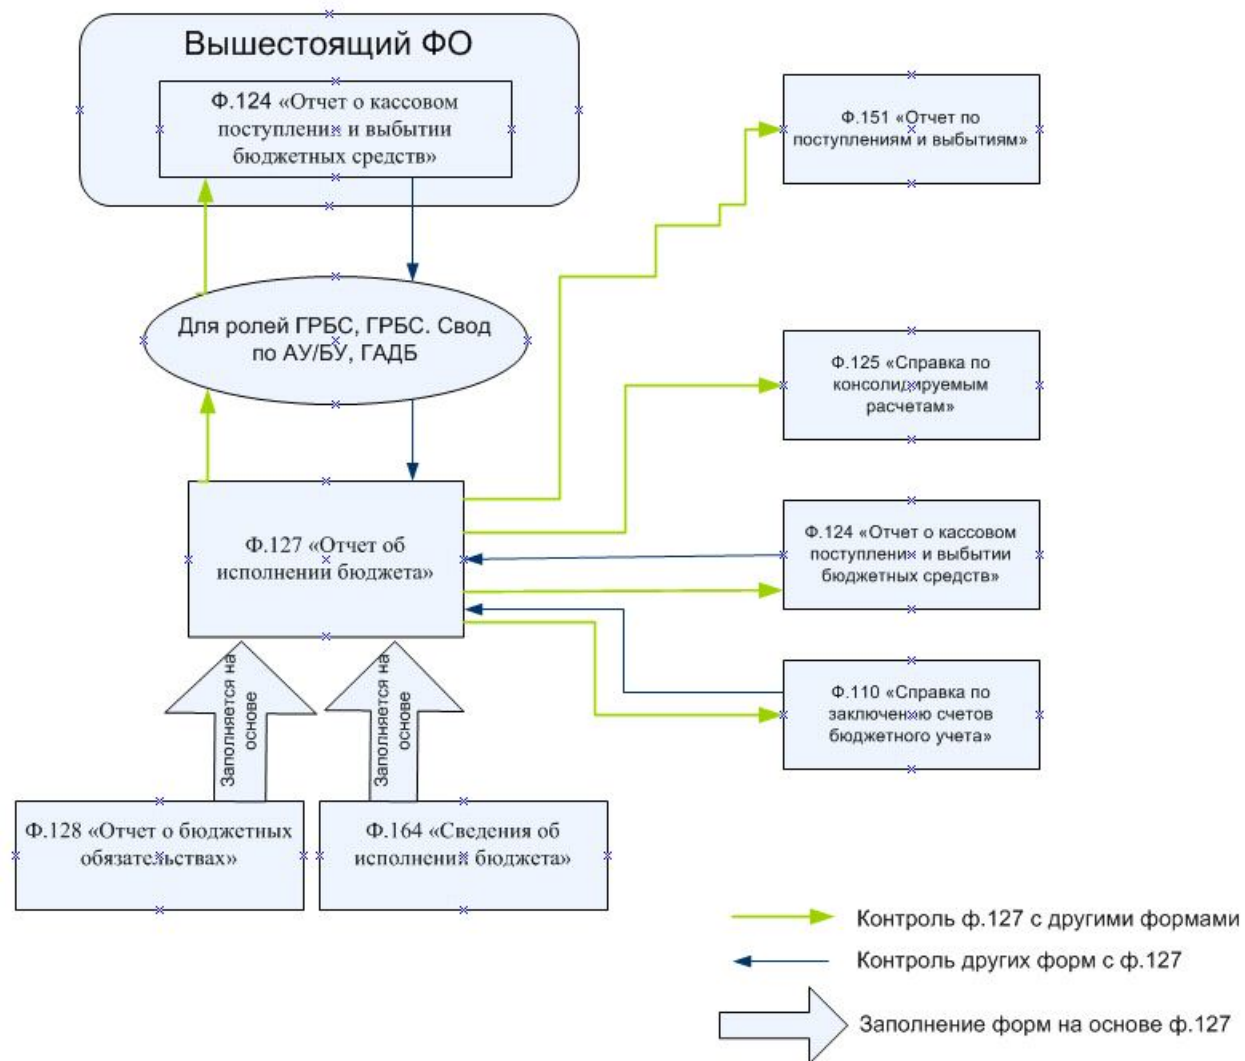 Вышестоящий ФО
Ф.124 «Отчет о кассовом
поступлении и выбытии
бюджетных средств»
Ф.151 «Отчет по
поступлениям и выбытиям»
Для ролей ГРБС, ГРБС. Свод
по АУ/БУ, ГАДБ
Ф.125 «Справка по
консолидируемым
расчетам»
Ф.127 «Отчет об
исполнении бюджета»
Ф.124 «Отчет о кассовом
поступлении и выбытии
бюджетных средств»
Ф.110 «Справка по
заключению счетов
бюджетного учета»
Заполняется на
основе
Заполняется на
основе
Ф.128 «Отчет о бюджетных
обязательствах»
Ф.164 «Сведения об
исполнении бюджета»
Контроль ф.127 с другими формами
Контроль других форм с ф.127
Заполнение форм на основе ф.127